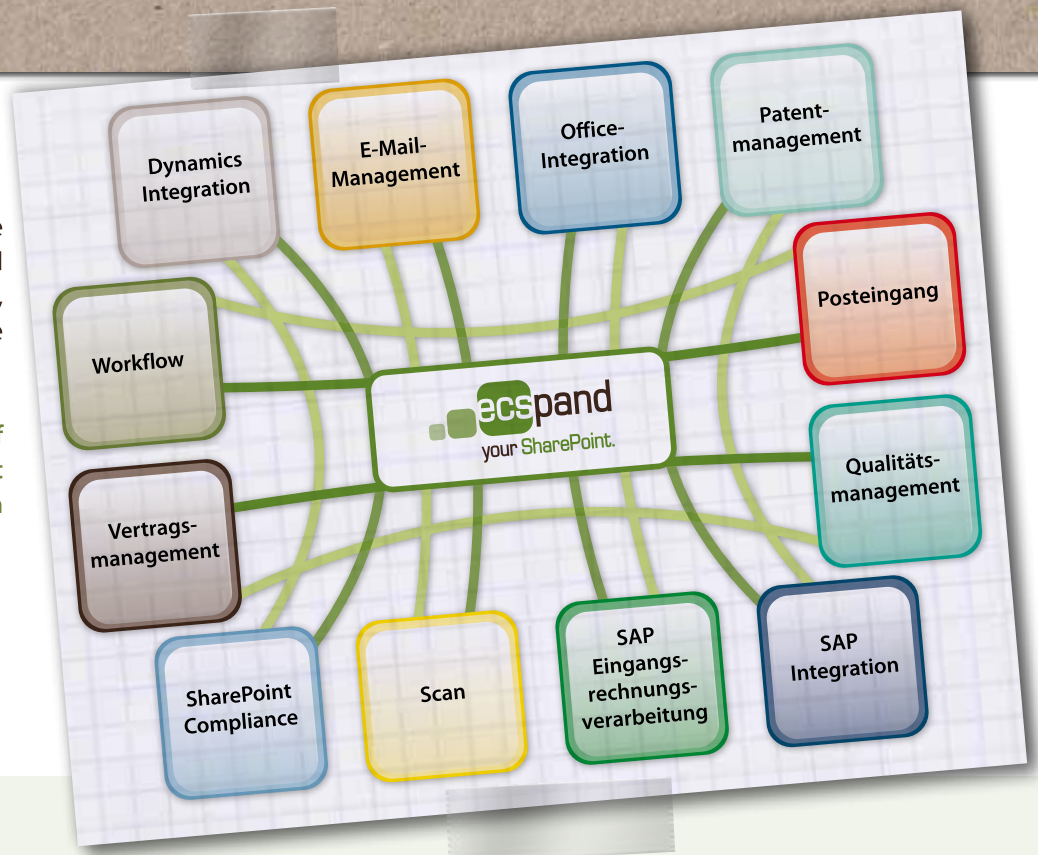 Dynamics
Integration
E-Mail-
Management
Office-
Integration
Patent-
management
Workflow
Posteingang
ecspand
your SharePoint.
Vertrags-
management
Qualitäts-
management
SharePoint
Compliance
Scan
SAP
Eingangs-
rechnungs-
verarbeitung
SAP
Integration